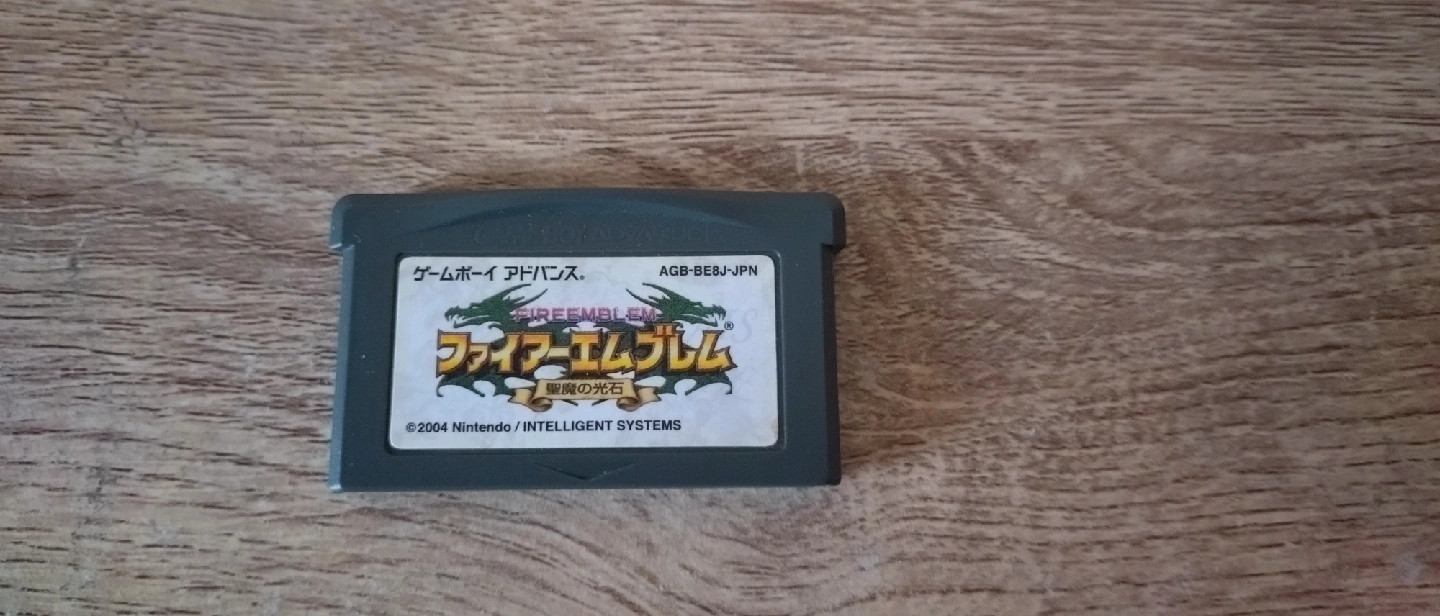 ゲームボーイ アドバンス®
AGB-BE8J-JPN
FIREEMBLEM
ファイアーエムブレム®
聖魔の光石
©2004 Nintendo / INTELLIGENT SYSTEMS